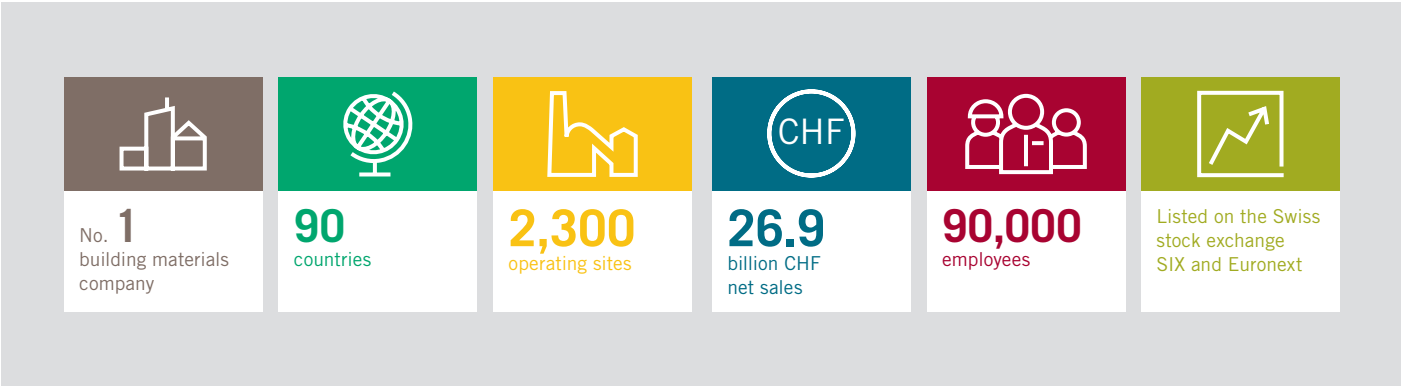 No. 1
building materials
company
90
countries
2,300
operating sites
CHF
26.9
billion CHF
net sales
90,000
employees
Listed on the Swiss
stock exchange
SIX and Euronext